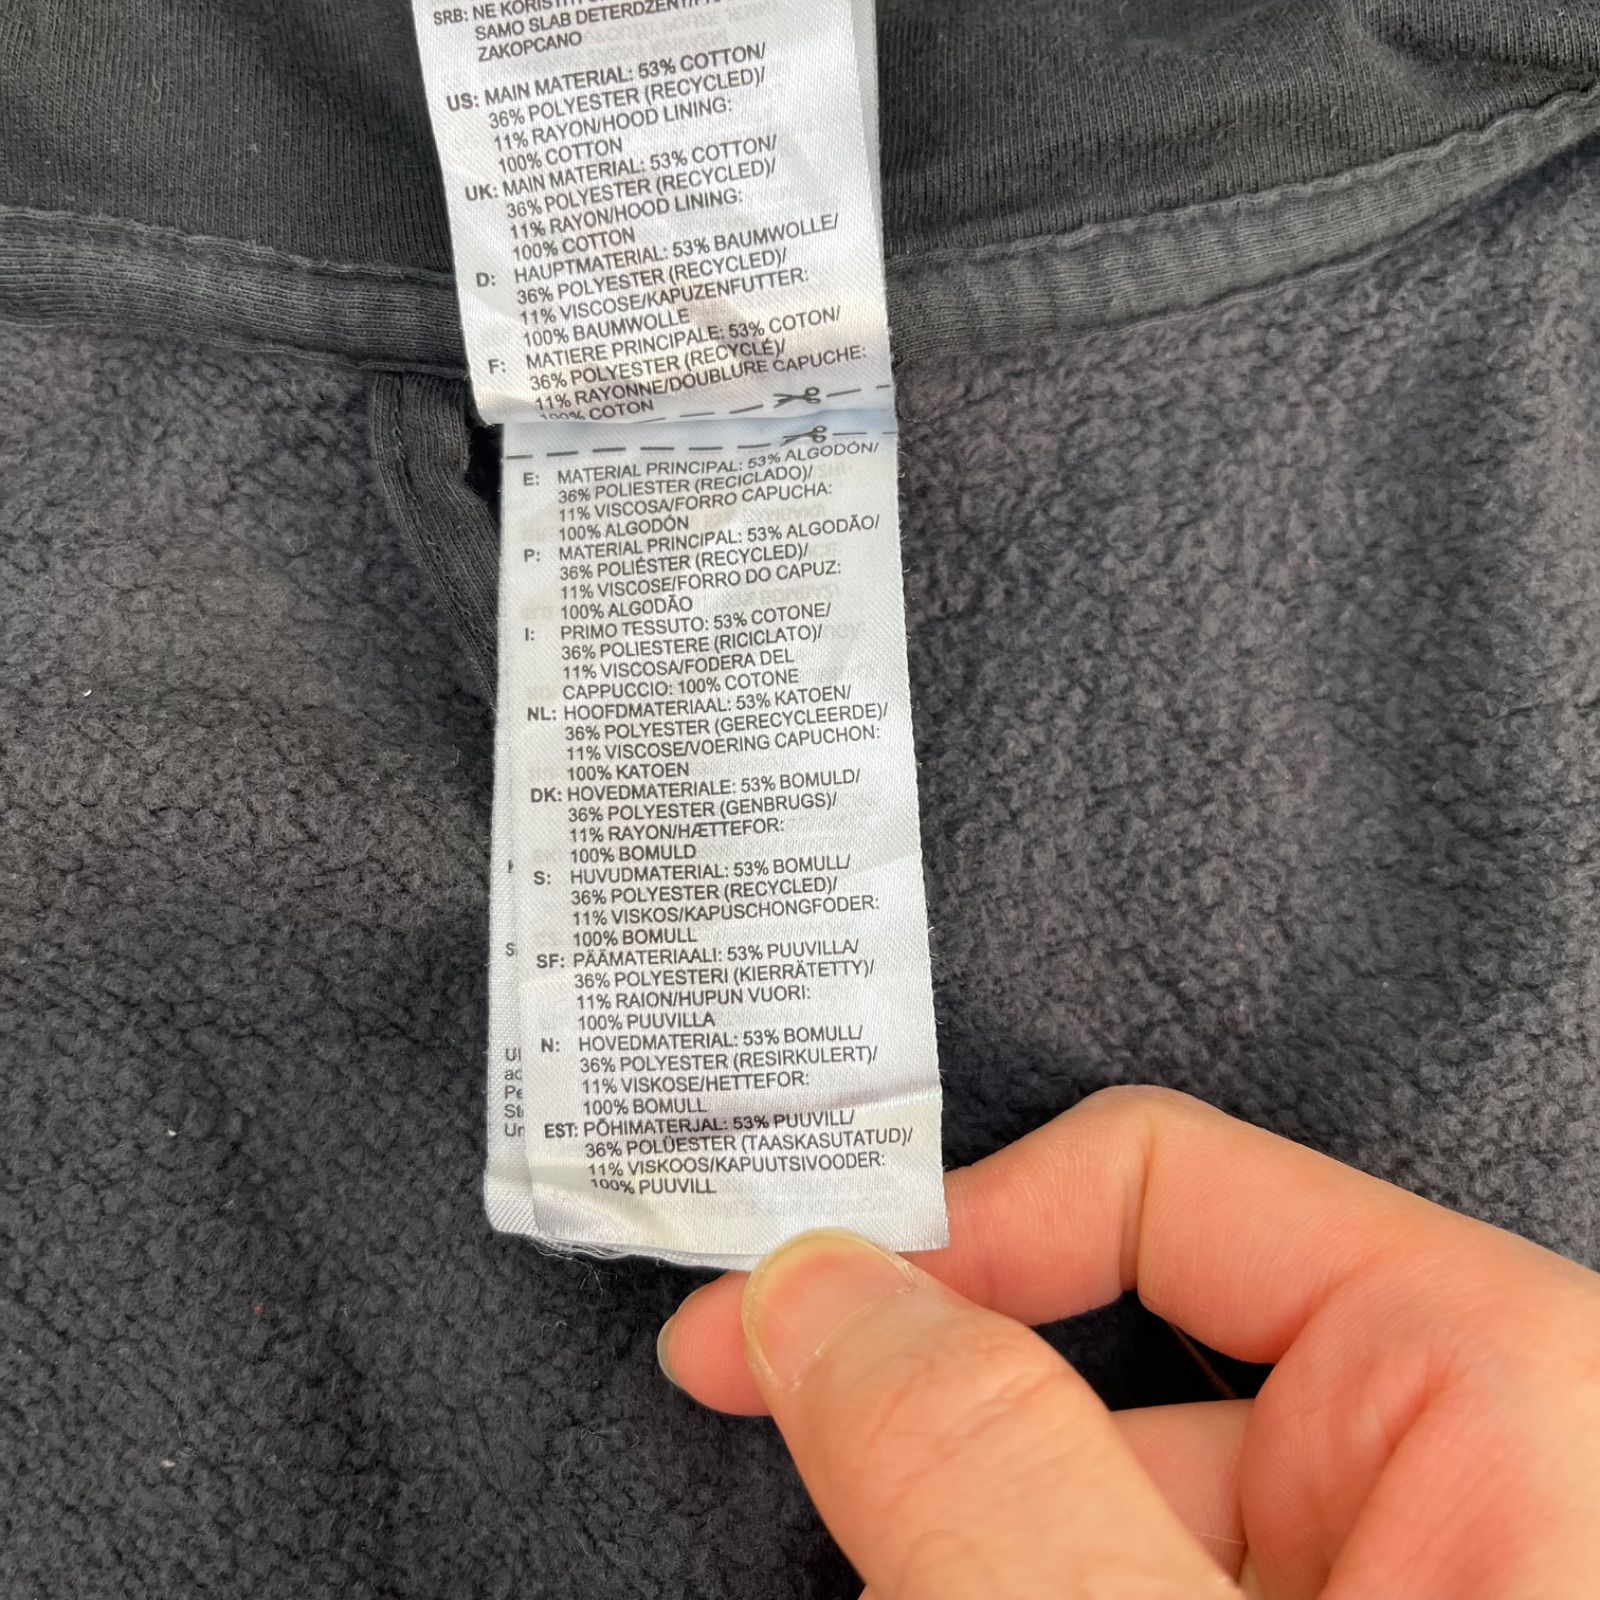 SRB: NE
SAMO SLAB
ZAKOPCANO
US: MAIN MATERIAL: 53% COTTON/
36% POLYESTER (RECYCLED)/
11% RAYON/HOOD LINING:
100% COTTON
UK: MAIN MATERIAL: 53% COTTON/
36% POLYESTER (RECYCLED)/
11% RAYON/HOOD LINING:
100% COTTON
D: HAUPTMATERIAL: 53% BAUMWOLLE/
36% POLYESTER (RECYCLED)/
11% VISCOSE/KAPUZENFUTTER:
100% BAUMWOLLE
F: MATIERE PRINCIPALE: 53% COTON/
36% POLYESTER (RECYCLÉ)/
11% RAYONNE/DOUBLURE CAPUCHE:
100% COTON
E: MATERIAL PRINCIPAL: 53% ALGODÓN/
36% POLIESTER (RECICLADO)/
11% VISCOSA/FORRO CAPUCHA:
100% ALGODÓN
P: MATERIAL PRINCIPAL: 53% ALGODÃO/
36% POLIÉSTER (RECYCLED)/
11% VISCOSE/FORRO DO CAPUZ:
100% ALGODÃO
I: PRIMO TESSUTO: 53% COTONE/
36% POLIESTERE (RICICLATO)/
11% VISCOSA/FODERA DEL
CAPPUCCIO: 100% COTONE
NL: HOOFDMATERIAAL: 53% KATOEN/
36% POLYESTER (GERECYCLEERDE)/
11% VISCOSE/VOERING CAPUCHON:
100% KATOEN
DK: HOVEDMATERIALE: 53% BOMULD/
36% POLYESTER (GENBRUGS)/
11% RAYON/HÆTTEFOR:
100% BOMULD
S: HUVUDMATERIAL: 53% BOMULL/
36% POLYESTER (RECYCLED)/
11% VISKOS/KAPUSCHONGFODER:
100% BOMULL
SF: PÄÄMATERIAALI: 53% PUUVILLA/
36% POLYESTERI (KIERRÄTETTY)/
11% RAION/HUPUN VUORI:
100% PUUVILLA
N: HOVEDMATERIAL: 53% BOMULL/
36% POLYESTER (RESIRKULERT)/
11% VISKOSE/HETTEFOR:
100% BOMULL
EST: PÕHIMATERJAL: 53% PUUVILL/
36% POLÜESTER (TAASKASUTATUD)/
11% VISKOOS/KAPUUTSIVOODER:
100% PUUVILL